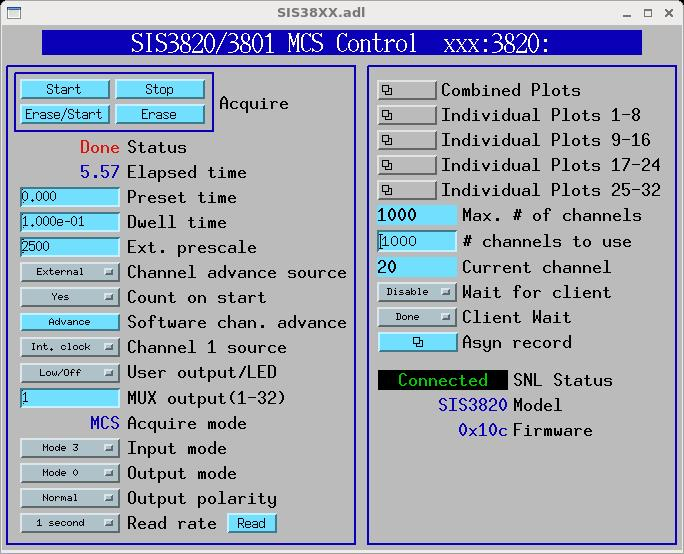 SIS38XX.adl
SIS3820/3801 MCS Control xxx:3820:
Start Stop
Erase/Start Erase
Acquire
Done Status
5.57 Elapsed time
0.000 Preset time
1.000e-01 Dwell time
2500 Ext. prescale
External Channel advance source
Yes Count on start
Advance Software chan. advance
Int. clock Channel 1 source
Low/Off User output/LED
1 MUX output(1-32)
MCS Acquire mode
Mode 3 Input mode
Mode 0 Output mode
Normal Output polarity
1 second Read rate Read
Combined Plots
Individual Plots 1-8
Individual Plots 9-16
Individual Plots 17-24
Individual Plots 25-32
1000 Max. # of channels
1000 # channels to use
20 Current channel
Disable Wait for client
Done Client Wait
Asyn record
Connected SNL Status
SIS3820 Model
0x10c Firmware